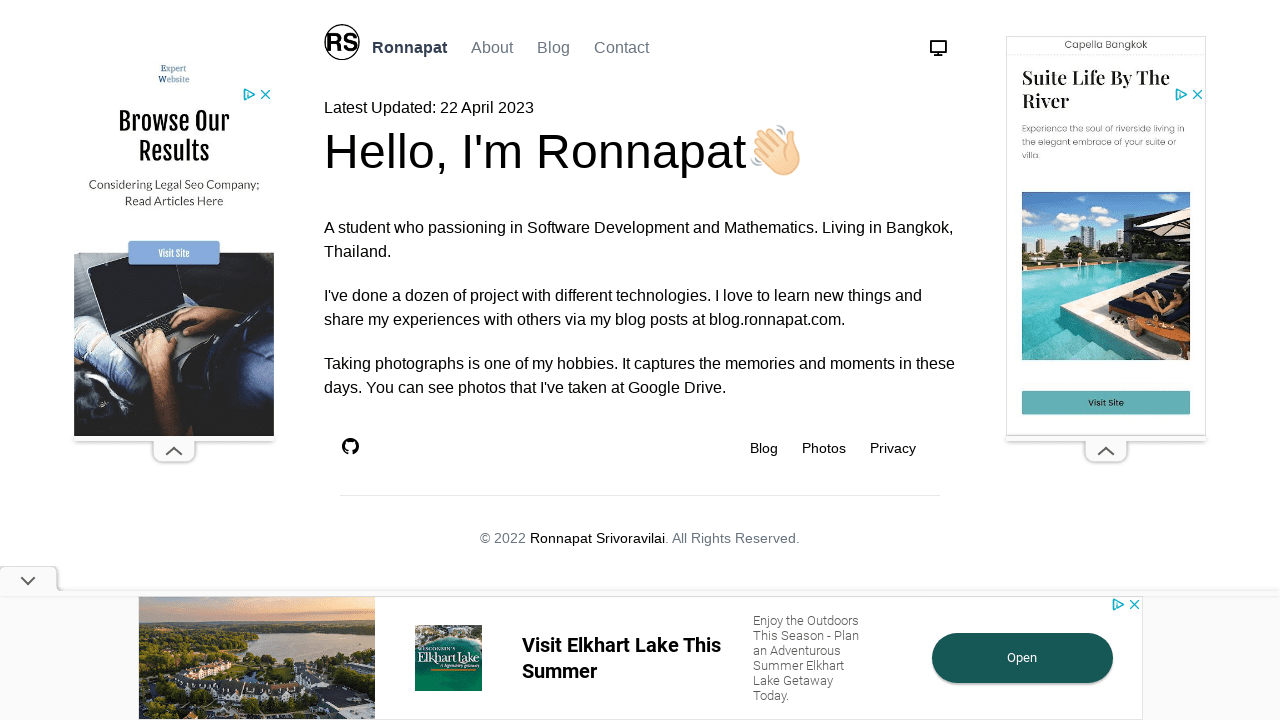 RS
Ronnapat
About
Blog
Contact
Latest Updated: 22 April 2023
Hello, I'm Ronnapat👋🏻
A student who passioning in Software Development and Mathematics. Living in Bangkok,
Thailand.
I've done a dozen of project with different technologies. I love to learn new things and
share my experiences with others via my blog posts at blog.ronnapat.com.
Taking photographs is one of my hobbies. It captures the memories and moments in these
days. You can see photos that I've taken at Google Drive.
Blog
Photos
Privacy
© 2022 Ronnapat Srivoravilai. All Rights Reserved.
Expert
Website
Browse Our
Results
Considering Legal Seo Company;
Read Articles Here
Visit Site
Capella Bangkok
Suite Life By The
River
Experience the soul of riverside living in
the elegant embrace of your suite or
villa.
Visit Site
Elkhart Lake
Visit Elkhart Lake This
Summer
Enjoy the Outdoors
This Season - Plan
an Adventurous
Summer Elkhart
Lake Getaway
Today.
Open